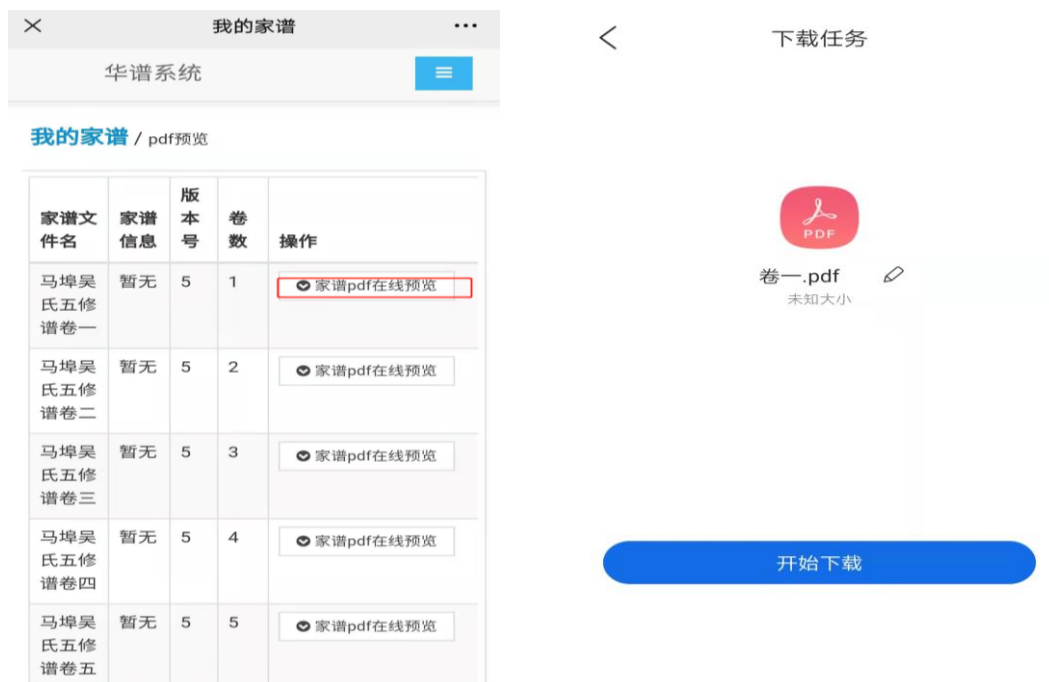 我的家谱
华谱系统
我的家谱 / pdf预览
家谱文件名 家谱信息 版本号 卷数 操作
马埠吴氏五修谱卷一 暂无 5 1 家谱pdf在线预览
马埠吴氏五修谱卷二 暂无 5 2 家谱pdf在线预览
马埠吴氏五修谱卷三 暂无 5 3 家谱pdf在线预览
马埠吴氏五修谱卷四 暂无 5 4 家谱pdf在线预览
马埠吴氏五修谱卷五 暂无 5 5 家谱pdf在线预览
下载任务
PDF
卷一.pdf
未知大小
开始下载